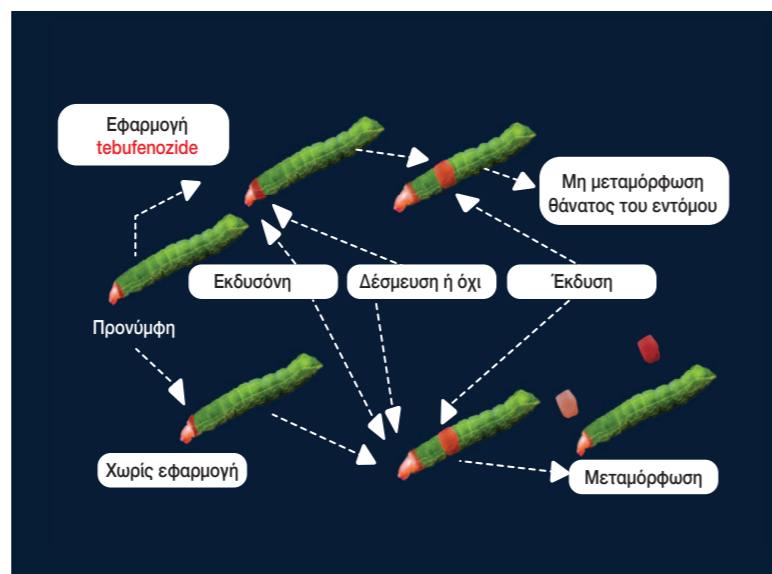 Εφαρμογή
tebufenozide
Μη μεταμόρφωση
θάνατος του εντόμου
Εκδυσόνη
Δέσμευση ή όχι
Έκδυση
Προνύμφη
Χωρίς εφαρμογή
Μεταμόρφωση